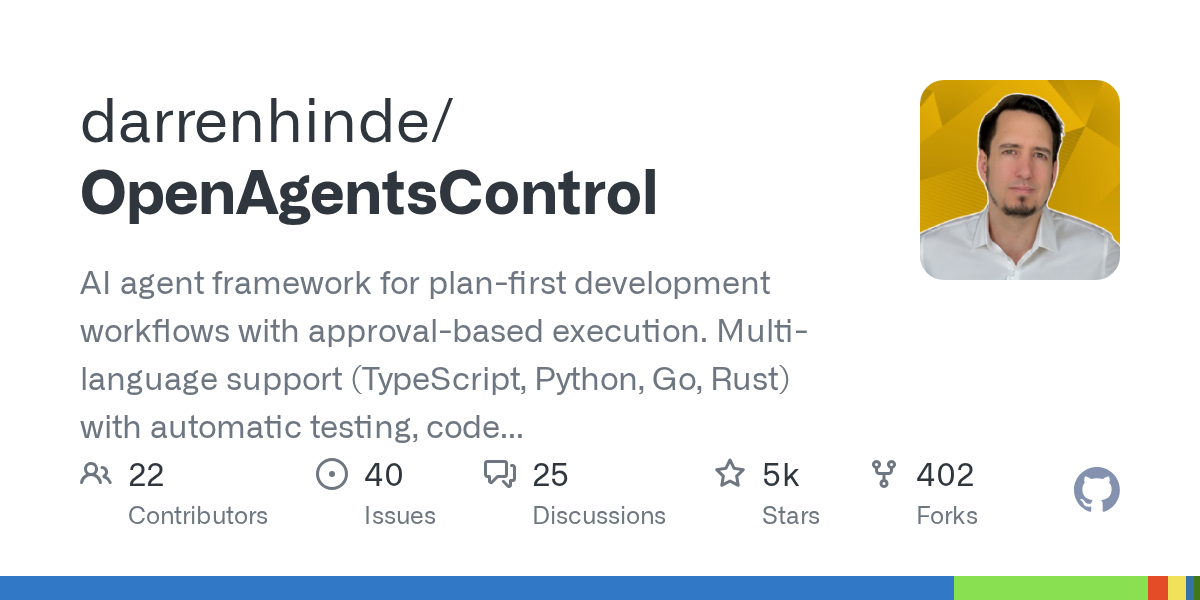 darrenhinde/
OpenAgentsControl
AI agent framework for plan-first development
workflows with approval-based execution. Multi-
language support (TypeScript, Python, Go, Rust)
with automatic testing, code...
22
Contributors
40
Issues
25
Discussions
5k
Stars
402
Forks